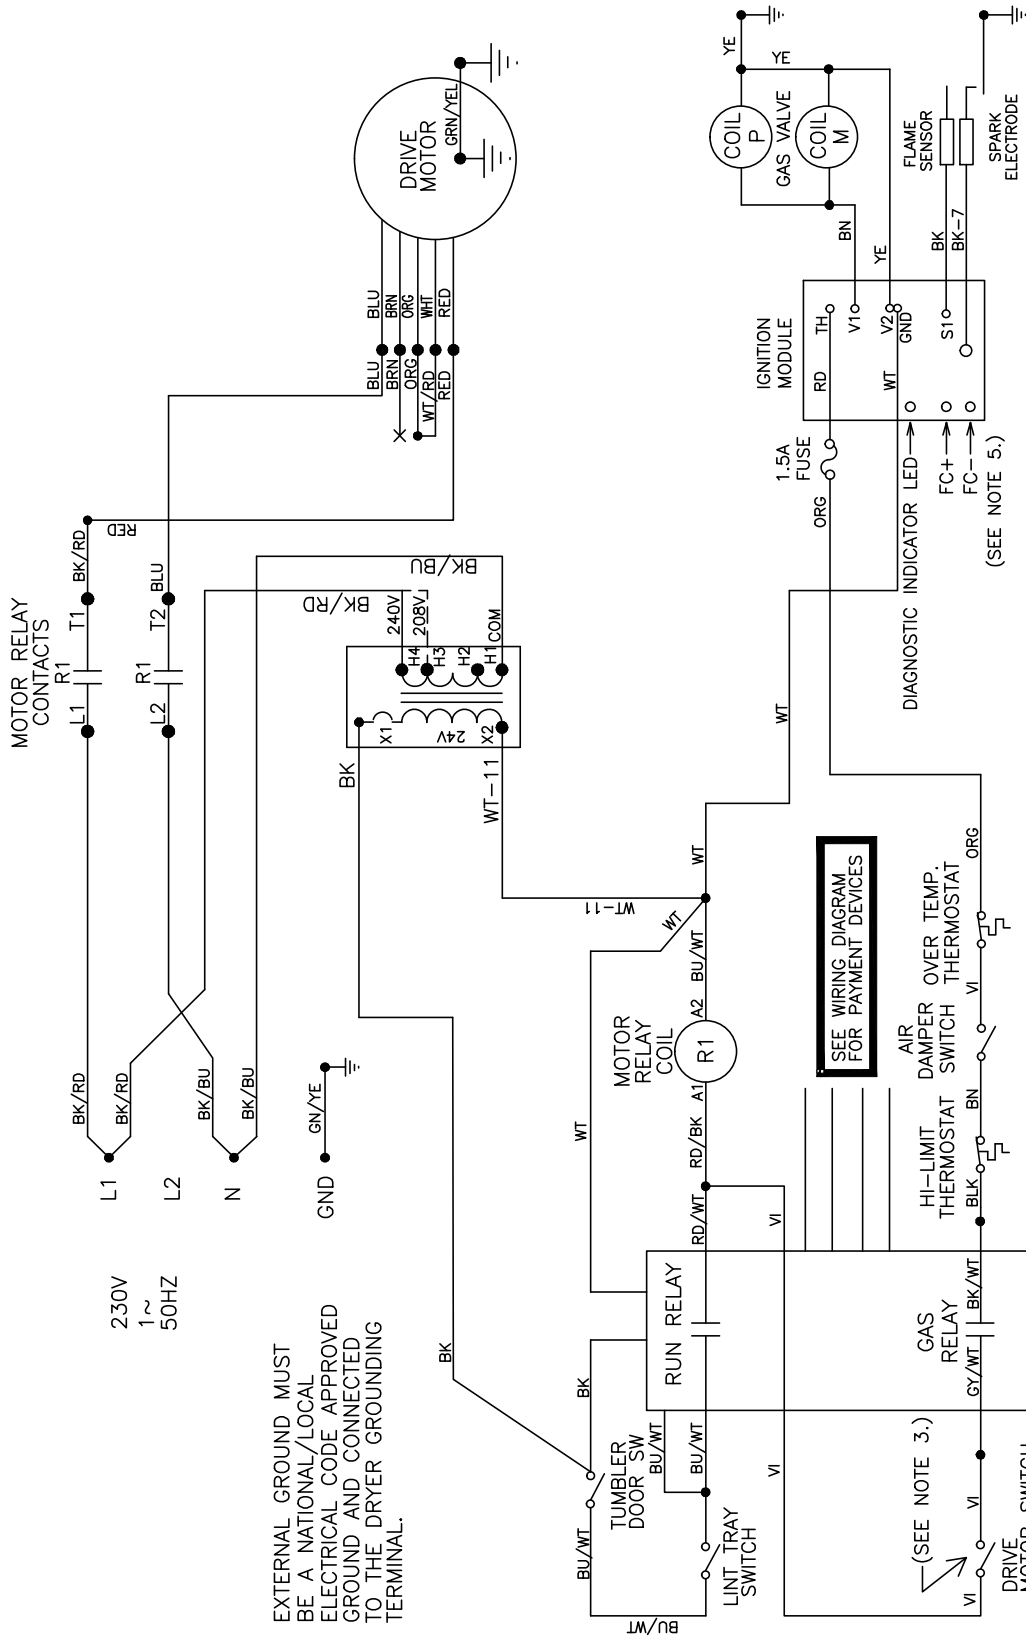 230V
1~
50HZ
L1
L2
N
GND
BK/RD
BK/RD
BK/BU
BK/BU
GN/YE
MOTOR RELAY
CONTACTS
L1
R1
T1
BK/RD
L2
R1
T2
BLU
RED
BK/RD
BK/BU
BLU
BLU
BRN
BRN
ORG
ORG
WT/RD
WHT
RED
RED
DRIVE
MOTOR
GRN/YEL
EXTERNAL GROUND MUST
BE A NATIONAL/LOCAL
ELECTRICAL CODE APPROVED
GROUND AND CONNECTED
TO THE DRYER GROUNDING
TERMINAL.
BK
BK
X1
24V
X2
WT-11
240V
208V
H4
H3
H2
H1
COM
WT-11
WT
WT
WT
WT
BK
BU/WT
TUMBLER
DOOR SW
BU/WT
BU/WT
BU/WT
LINT TRAY
SWITCH
RUN RELAY
RD/WT
RD/BK
MOTOR
RELAY
COIL
A1
R1
A2
BU/WT
VI
VI
SEE WIRING DIAGRAM
FOR PAYMENT DEVICES
(SEE NOTE 3.)
DRIVE
MOTOR SWITCH
VI
VI
GY/WT
GAS
RELAY
BK/WT
BLK
HI-LIMIT
THERMOSTAT
BN
AIR
DAMPER
SWITCH
VI
OVER TEMP.
THERMOSTAT
ORG
ORG
1.5A
FUSE
IGNITION
MODULE
RD
TH
V1
V2
GND
WT
S1
DIAGNOSTIC INDICATOR LED
FC+
FC-
(SEE NOTE 5.)
BN
YE
BK
BK-7
COIL
P
GAS VALVE
COIL
M
YE
YE
FLAME
SENSOR
SPARK
ELECTRODE